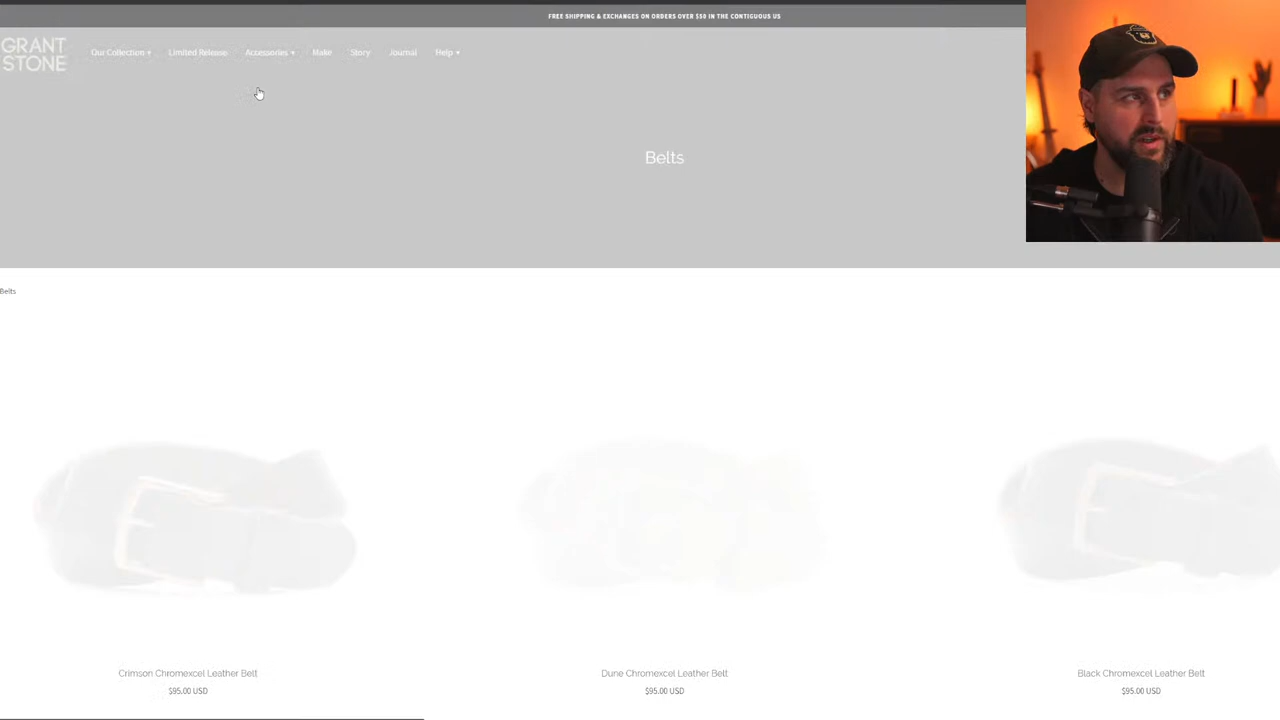 FREE SHIPPING & EXCHANGES ON ORDERS OVER $50 IN THE CONTIGUOUS US
GRANT
STONE
Our Collection ▾ Limited Release Accessories ▾ Make Story Journal Help ▾
Belts
Belts
Crimson Chromexcel Leather Belt
$95.00 USD
Dune Chromexcel Leather Belt
$95.00 USD
Black Chromexcel Leather Belt
$95.00 USD